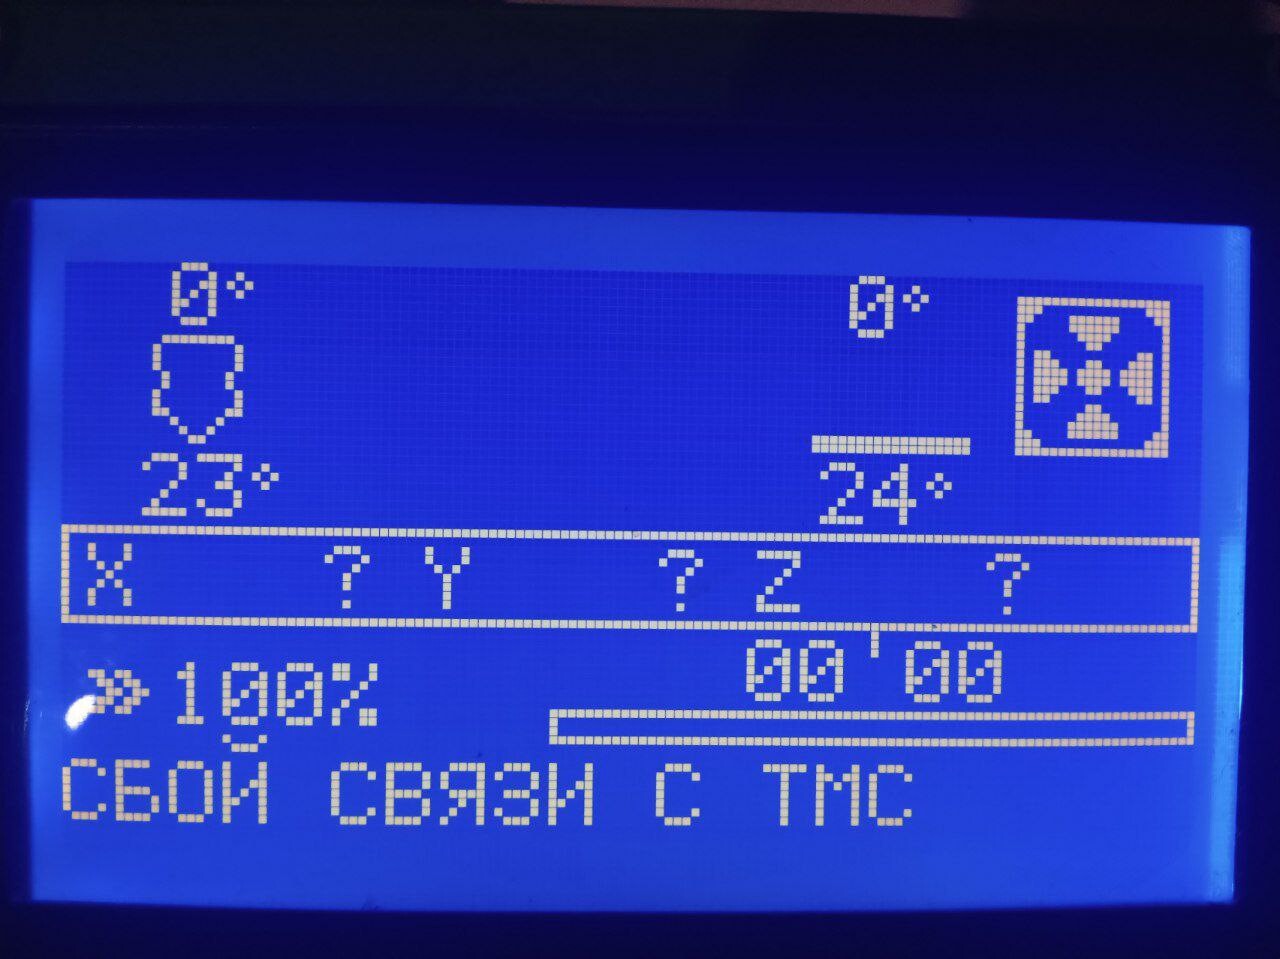 0° 0°
23° 24°
X ? Y ? Z ?
00'00
100%
СБОЙ СВЯЗИ С ТМС